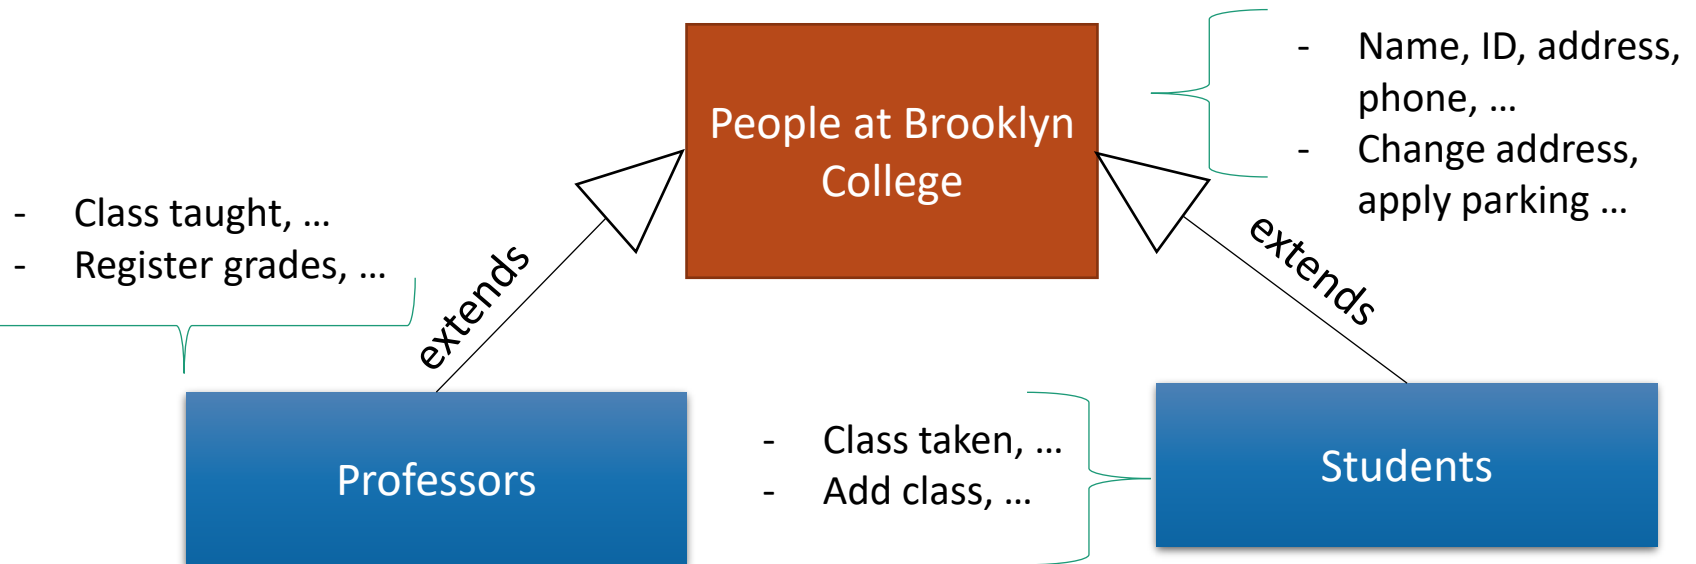 People at Brooklyn
College
- Name, ID, address,
phone, ...
- Change address,
apply parking ...
- Class taught, ...
- Register grades, ...
extends
extends
Professors
- Class taken, ...
- Add class, ...
Students